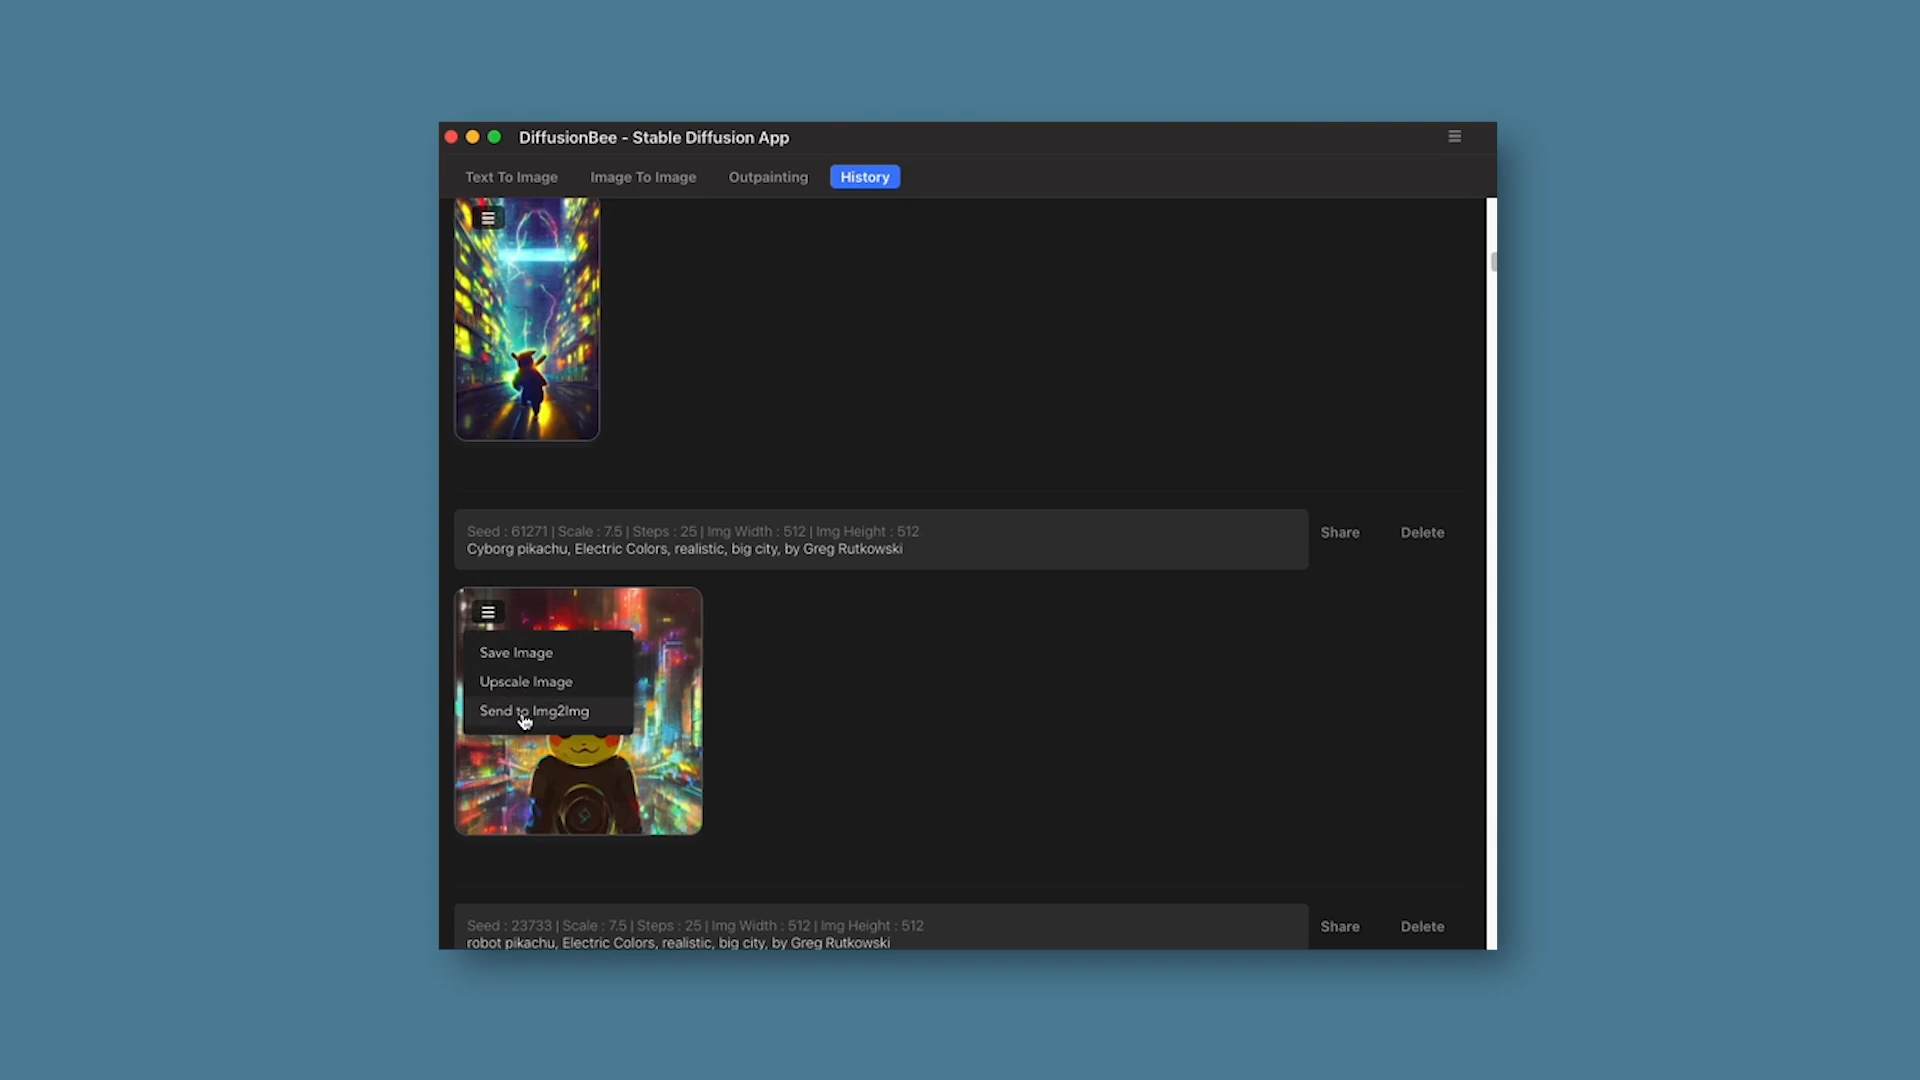 DiffusionBee - Stable Diffusion App
Text To Image
Image To Image
Outpainting
History
Seed : 61271 | Scale : 7.5 | Steps : 25 | Img Width : 512 | Img Height : 512
Cyborg pikachu, Electric Colors, realistic, big city, by Greg Rutkowski
Share
Delete
Save Image
Upscale Image
Send to Img2Img
Seed : 23733 | Scale : 7.5 | Steps : 25 | Img Width : 512 | Img Height : 512
robot pikachu, Electric Colors, realistic, big city, by Greg Rutkowski
Share
Delete